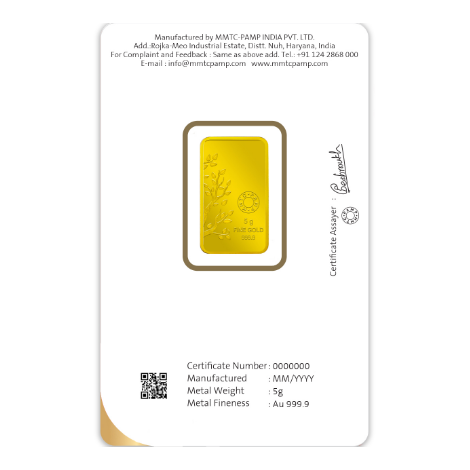 Manufactured by MMTC-PAMP INDIA PVT. LTD.
Add.:Rojka-Meo Industrial Estate, Distt. Nuh, Haryana, India
For Complaint and Feedback : Same as above add. Tel.: +91 124 2868 000
E-mail : info@mmtcpamp.com www.mmtcpamp.com
5 g
FINE GOLD
999.9
Certificate Assayer :
Certificate Number : 0000000
Manufactured : MM/YYYY
Metal Weight : 5g
Metal Fineness : Au 999.9